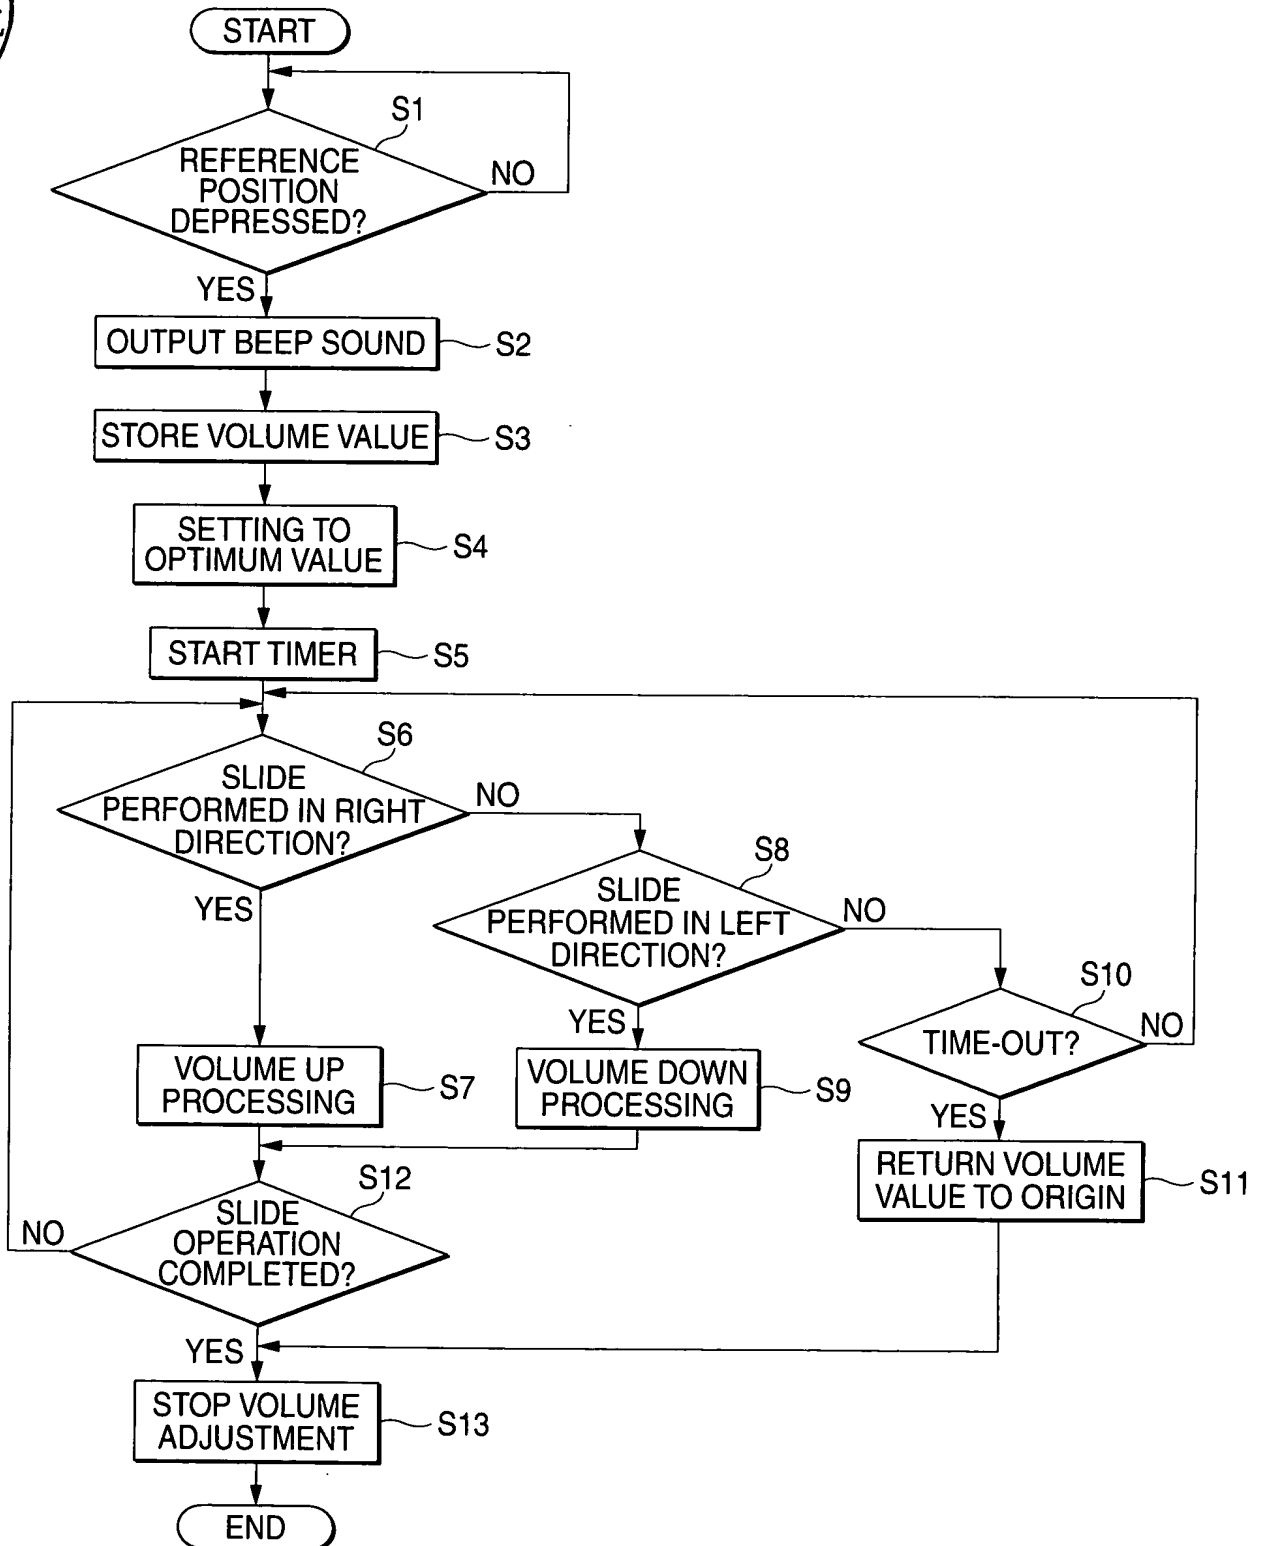 START
S1
REFERENCE
POSITION
DEPRESSED?
NO
YES
OUTPUT BEEP SOUND
S2
STORE VOLUME VALUE
S3
SETTING TO
OPTIMUM VALUE
S4
START TIMER
S5
S6
SLIDE
PERFORMED IN RIGHT
DIRECTION?
NO
YES
S8
SLIDE
PERFORMED IN LEFT
DIRECTION?
NO
YES
S10
TIME-OUT?
NO
YES
VOLUME UP
PROCESSING
S7
VOLUME DOWN
PROCESSING
S9
RETURN VOLUME
VALUE TO ORIGIN
S11
S12
SLIDE
OPERATION
COMPLETED?
NO
YES
STOP VOLUME
ADJUSTMENT
S13
END